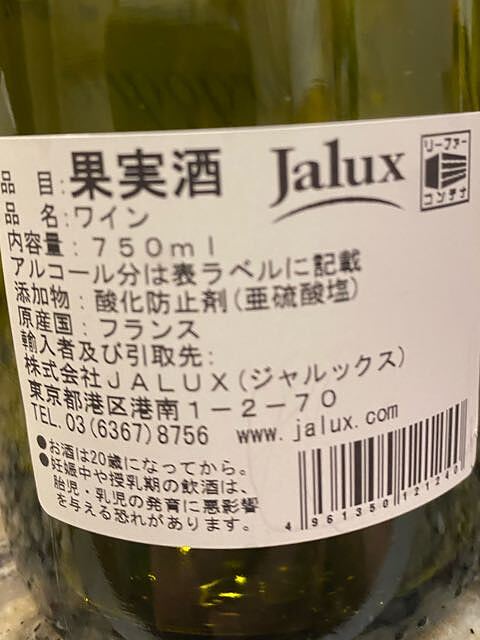 品 目:果実酒
Jalux
リーファー
コンテナ
品 名:ワイン
内容量:750ml
アルコール分は表ラベルに記載
添加物:酸化防止剤(亜硫酸塩)
原産国:フランス
輸入者及び引取先:
株式会社JALUX(ジャルックス)
東京都港区港南1-2-70
TEL.03(6367)8756 www.jalux.com
●お酒は20歳になってから。
●妊娠中や授乳期の飲酒は、
胎児・乳児の発育に悪影響
を与える恐れがあります。
4 961350 121240